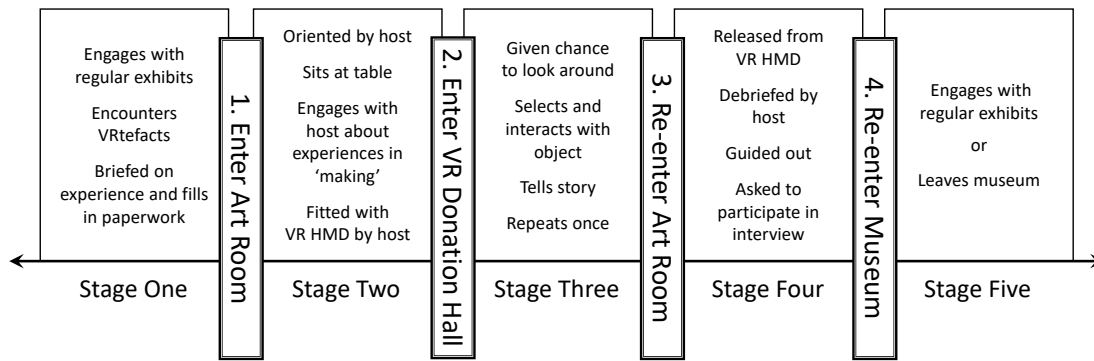 Engages with
regular exhibits
Encounters
VRtefacts
Briefed on
experience and fills
in paperwork
Stage One
1. Enter Art Room
Oriented by host
Sits at table
Engages with
host about
experiences in
‘making’
Fitted with
VR HMD by host
Stage Two
2. Enter VR Donation Hall
Given chance
to look around
Selects and
interacts with
object
Tells story
Repeats once
Stage Three
3. Re-enter Art Room
Released from
VR HMD
Debriefed by
host
Guided out
Asked to
participate in
interview
Stage Four
4. Re-enter Museum
Engages with
regular exhibits
or
Leaves museum
Stage Five